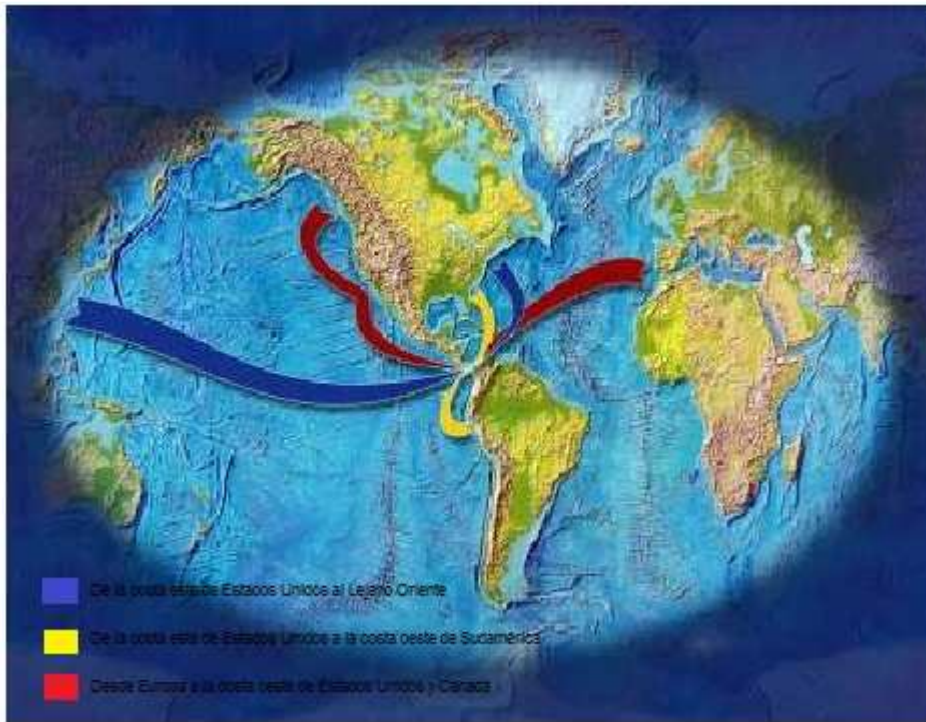 De la costa este de Estados Unidos al Lejano Oriente
De la costa este de Estados Unidos a la costa oeste de Sudamérica
Desde Europa a la costa oeste de Estados Unidos y Canadá